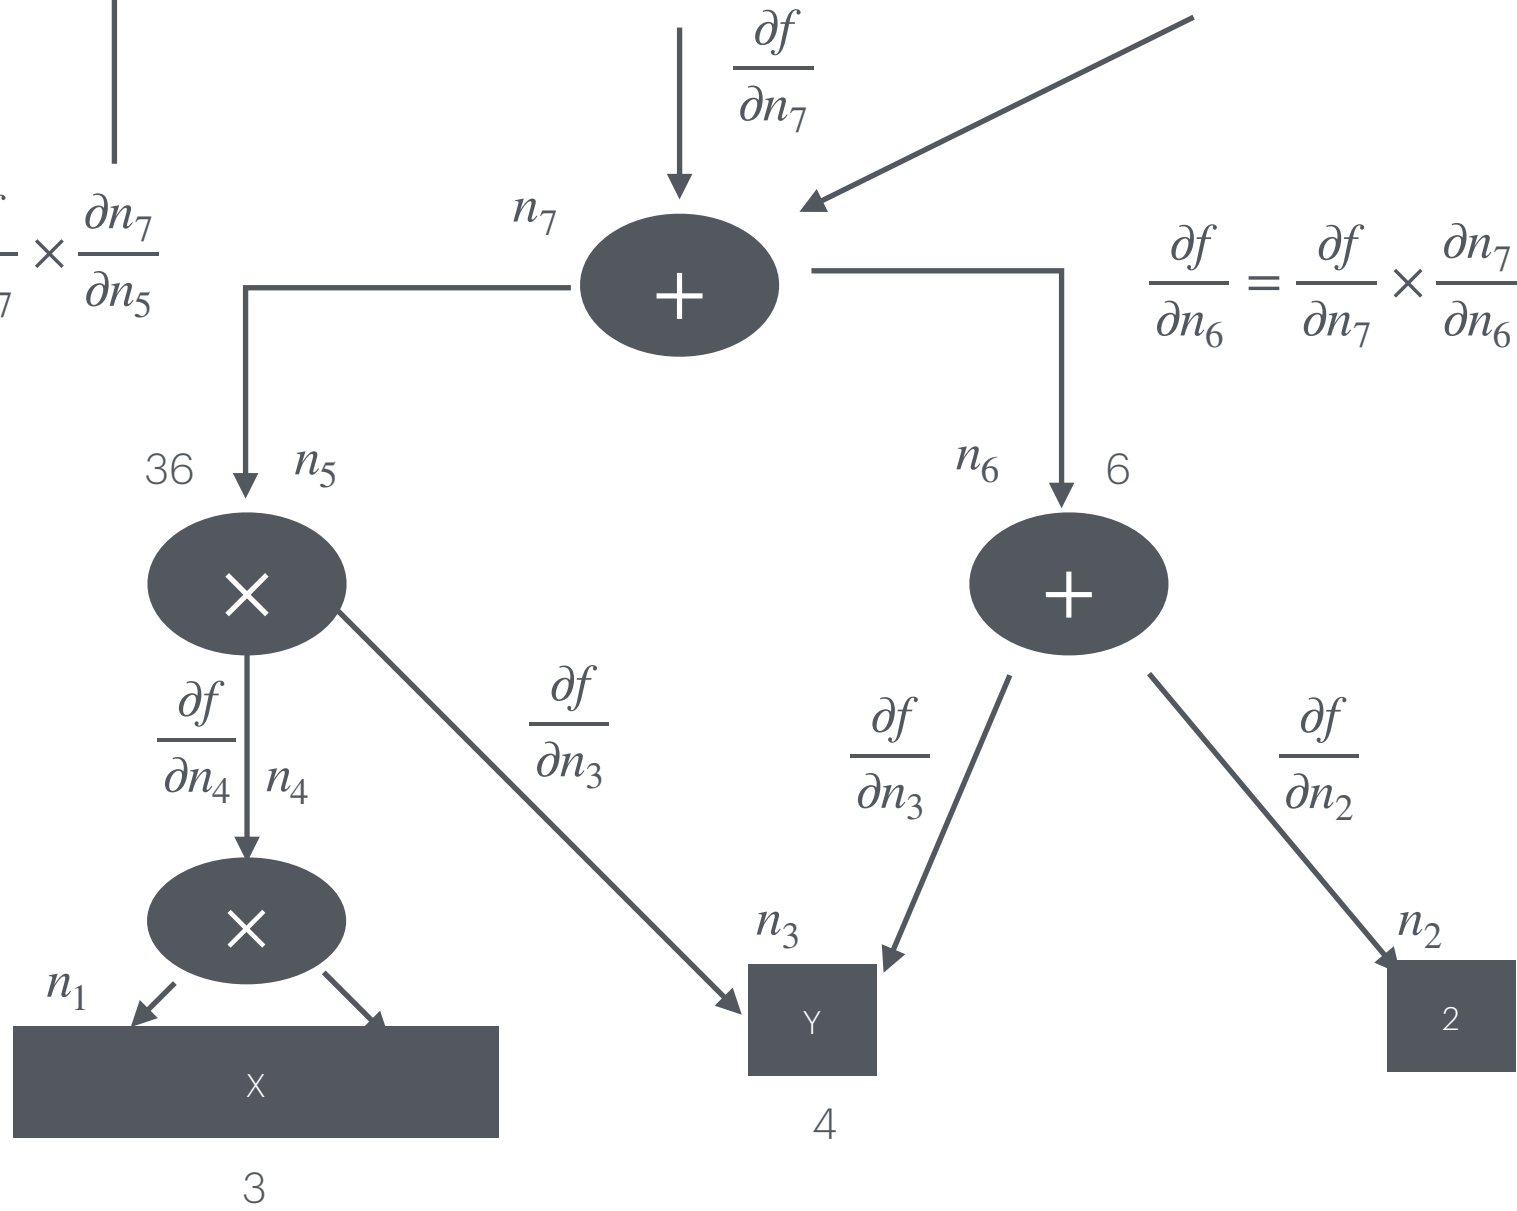 ∂f
∂n₇
n₇
+
× ∂n₇
7 ∂n₅
∂f/∂n₆ = ∂f/∂n₇ × ∂n₇/∂n₆
36 n₅
n₆ 6
×
+
∂f
∂n₄
n₄
∂f
∂n₃
∂f
∂n₃
∂f
∂n₂
×
n₁
n₃
n₂
X
Y
2
3
4